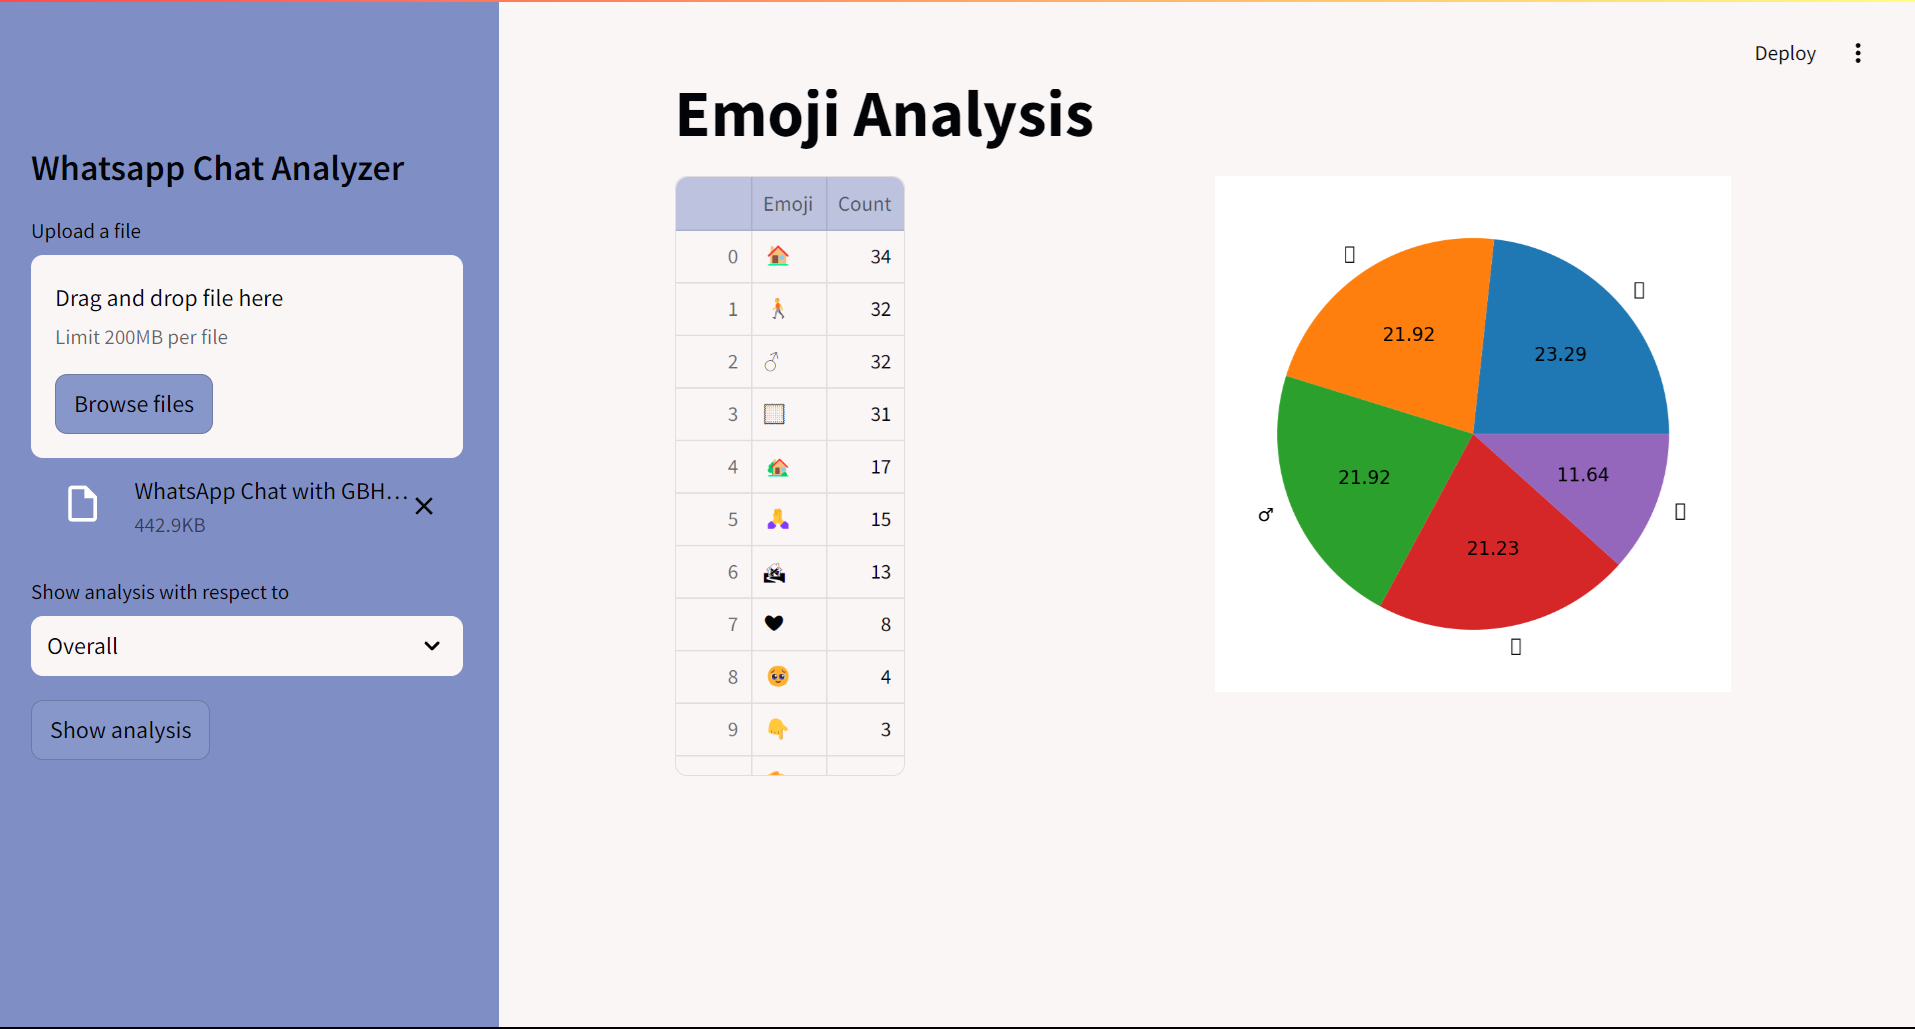 Deploy
Whatsapp Chat Analyzer
Upload a file
Drag and drop file here
Limit 200MB per file
Browse files
WhatsApp Chat with GBH...
442.9KB
Show analysis with respect to
Overall
Show analysis
Emoji Analysis
Emoji Count
0 🏠 34
1 🚶 32
2 ♂ 32
3 31
4 🏡 17
5 🙏 15
6 13
7 ❤ 8
8 🥹 4
9 👇 3
23.29
21.92
21.92
♂
21.23
11.64